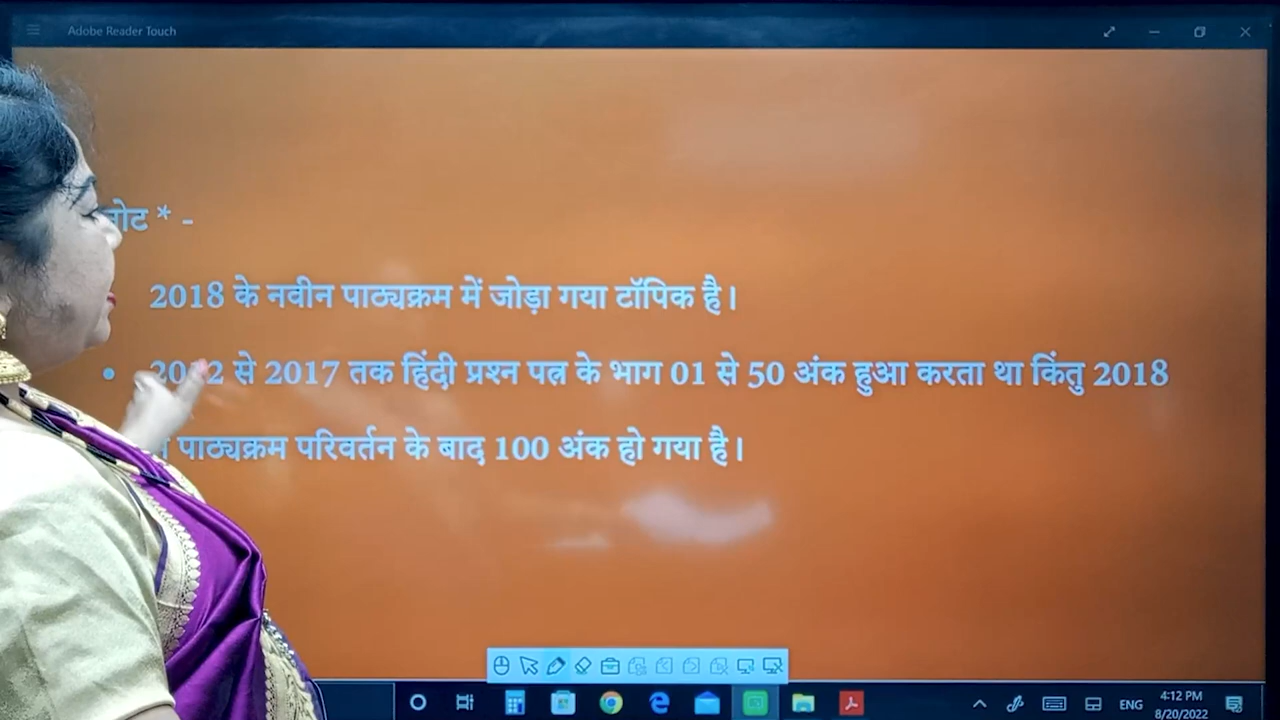 Adobe Reader Touch
नोट * -
2018 के नवीन पाठ्यक्रम में जोड़ा गया टॉपिक है।
• 2012 से 2017 तक हिंदी प्रश्न पत्र के भाग 01 से 50 अंक हुआ करता था किंतु 2018
पाठ्यक्रम परिवर्तन के बाद 100 अंक हो गया है।
ENG
4:12 PM
8/20/2022